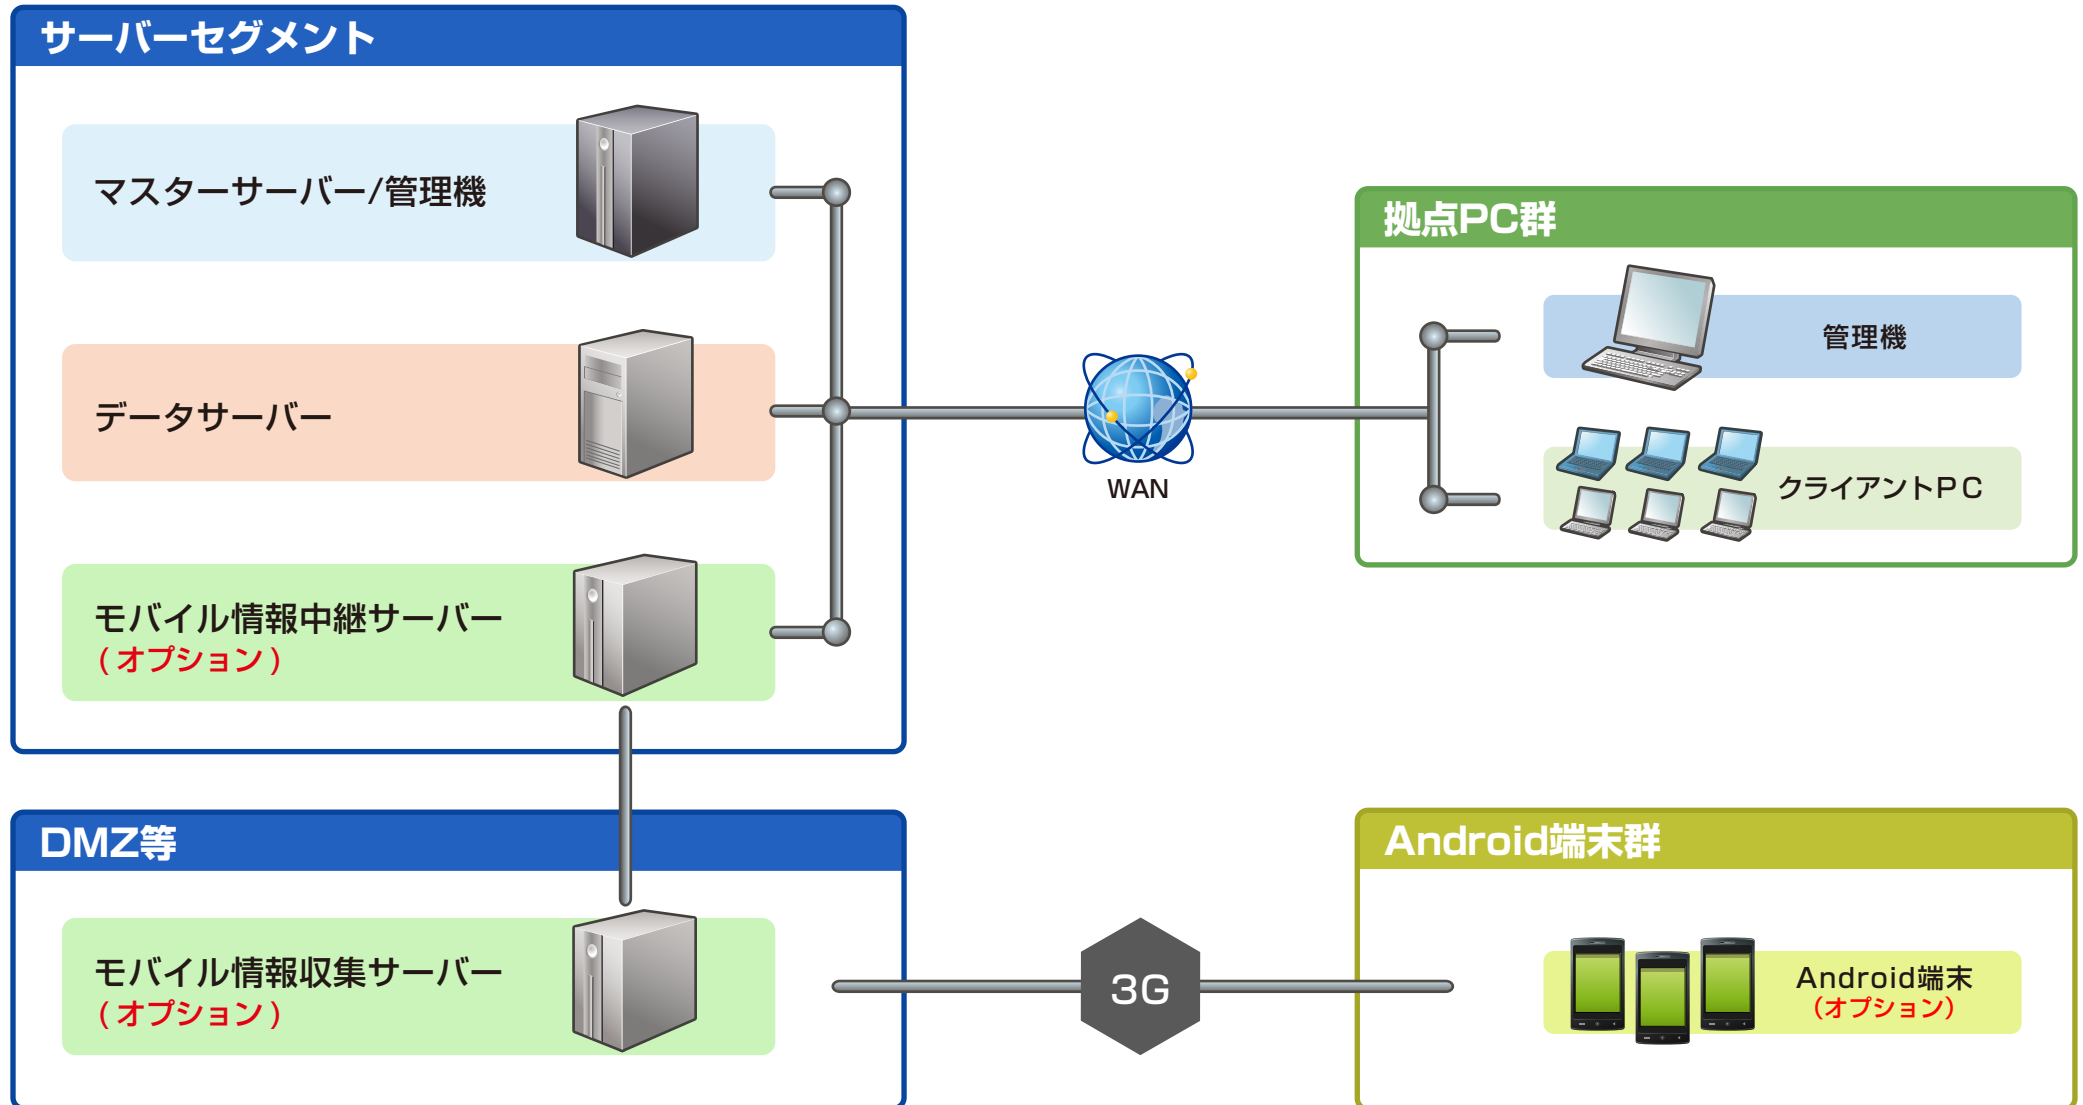 サーバーセグメント
マスターサーバー/管理機
データサーバー
モバイル情報中継サーバー
(オプション)
WAN
拠点PC群
管理機
クライアントPC
DMZ等
モバイル情報収集サーバー
(オプション)
3G
Android端末群
Android端末
(オプション)